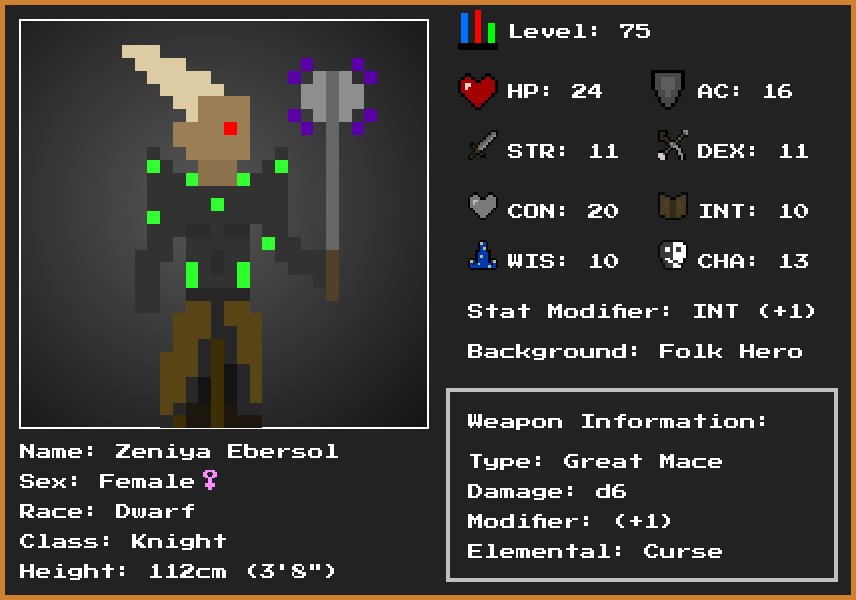 Level: 75
HP: 24
AC: 16
STR: 11
DEX: 11
CON: 20
INT: 10
WIS: 10
CHA: 13
Stat Modifier: INT (+1)
Background: Folk Hero
Weapon Information:
Type: Great Mace
Damage: d6
Modifier: (+1)
Elemental: Curse
Name: Zeniya Ebersol
Sex: Female♀
Race: Dwarf
Class: Knight
Height: 112cm (3'8")